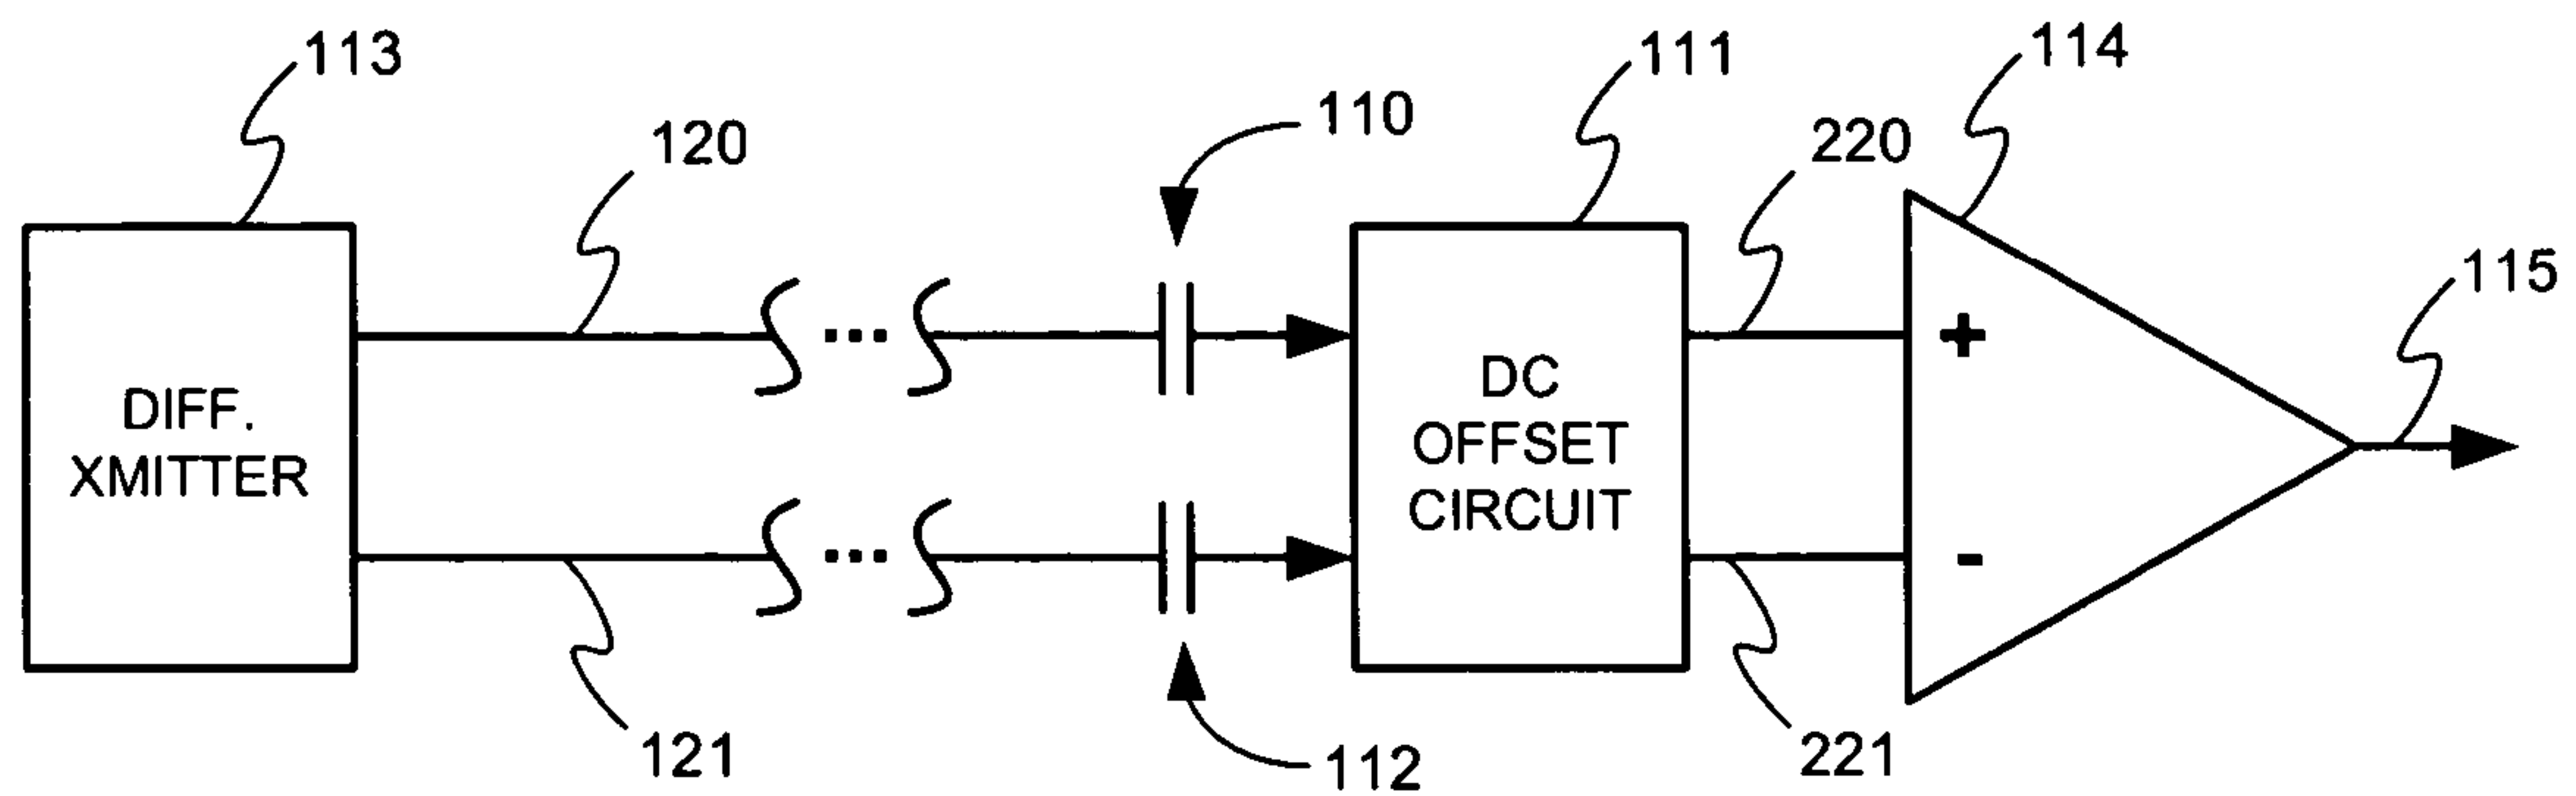 113
120
110
111
220
114
115
DIFF.
XMITTER
...
...
DC
OFFSET
CIRCUIT
+
-
121
112
221